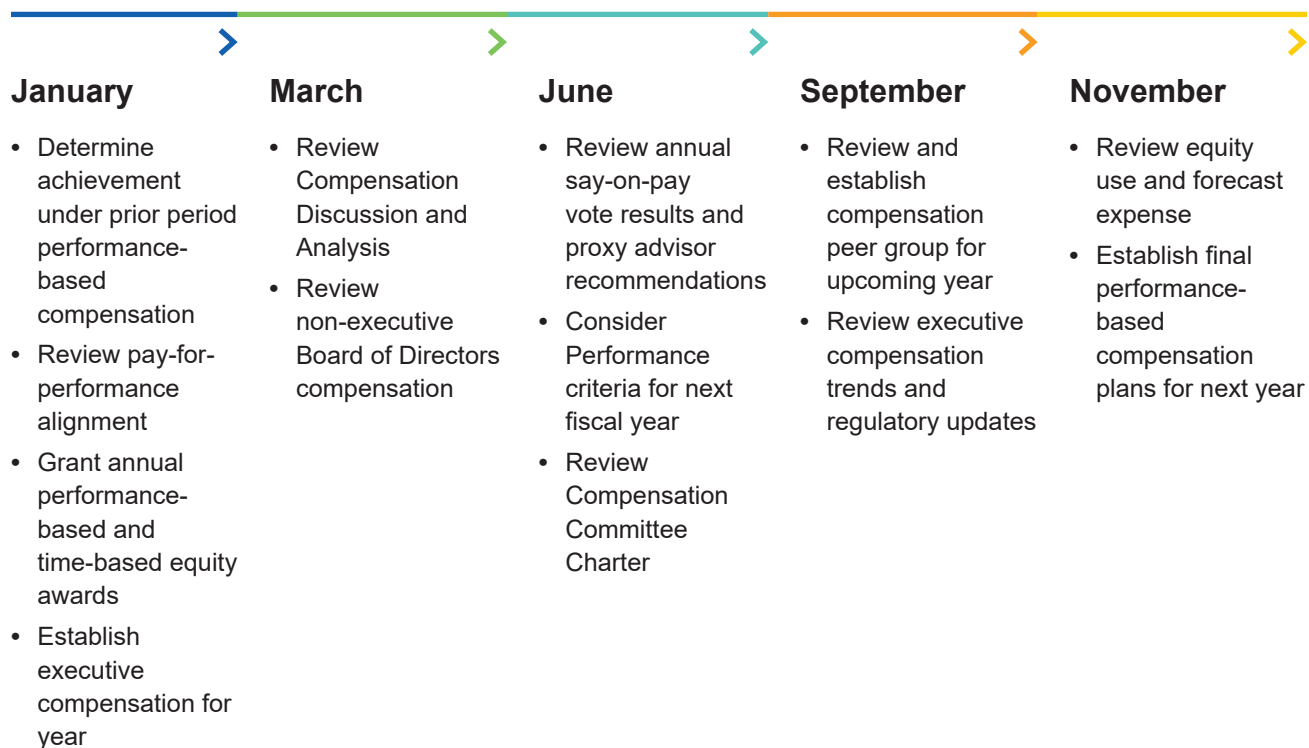 January
• Determine
achievement
under prior period
performance-
based
compensation
• Review pay-for-
performance
alignment
• Grant annual
performance-
based and
time-based equity
awards
• Establish
executive
compensation for
year
March
• Review
Compensation
Discussion and
Analysis
• Review
non-executive
Board of Directors
compensation
June
• Review annual
say-on-pay
vote results and
proxy advisor
recommendations
• Consider
Performance
criteria for next
fiscal year
• Review
Compensation
Committee
Charter
September
• Review and
establish
compensation
peer group for
upcoming year
• Review executive
compensation
trends and
regulatory updates
November
• Review equity
use and forecast
expense
• Establish final
performance-
based
compensation
plans for next year